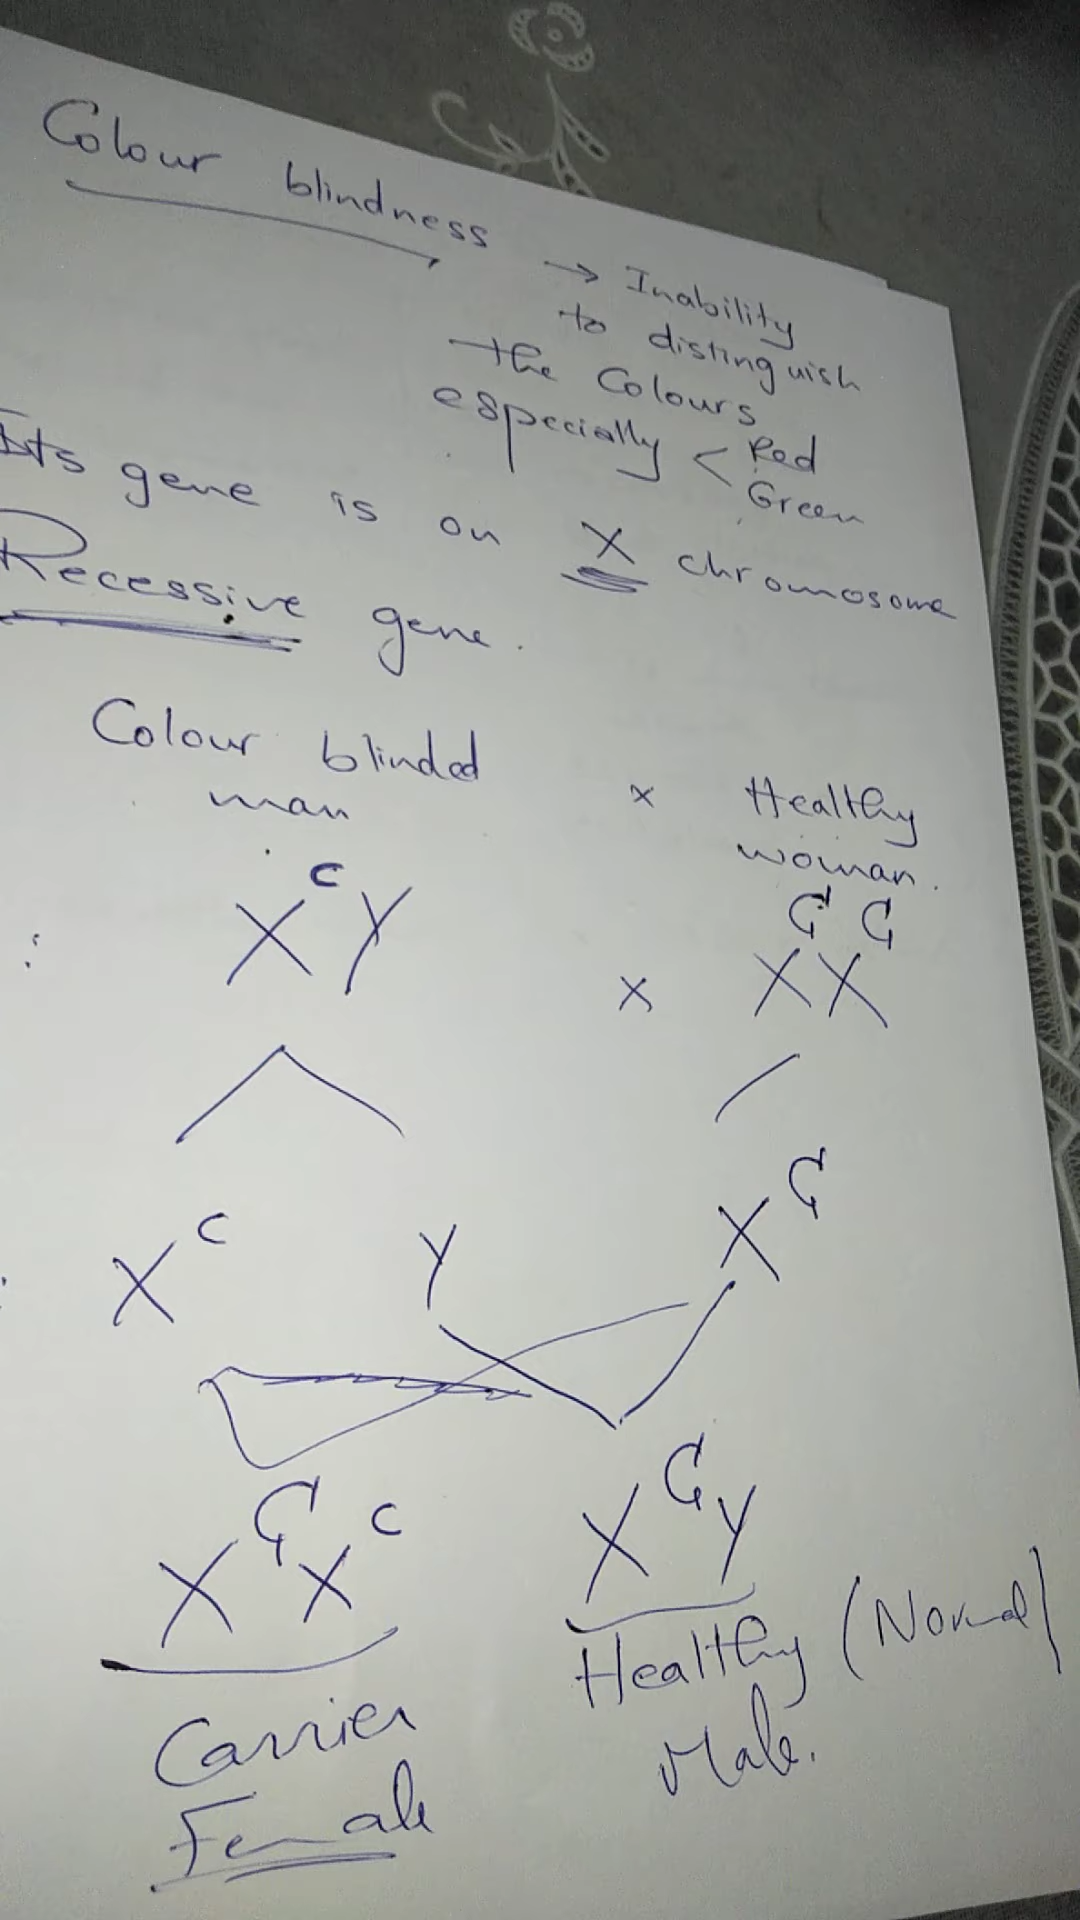 Colour blindness → Inability
to distinguish
the Colours
especially < Red
Green
Its gene is on X chromosome
Recessive gene.
Colour blinded man × Healthy woman.
: X^c Y × X^C X^C
: X^c Y X^C
X^C X^c X^C Y
Carrier Female
Healthy (Normal) Male.